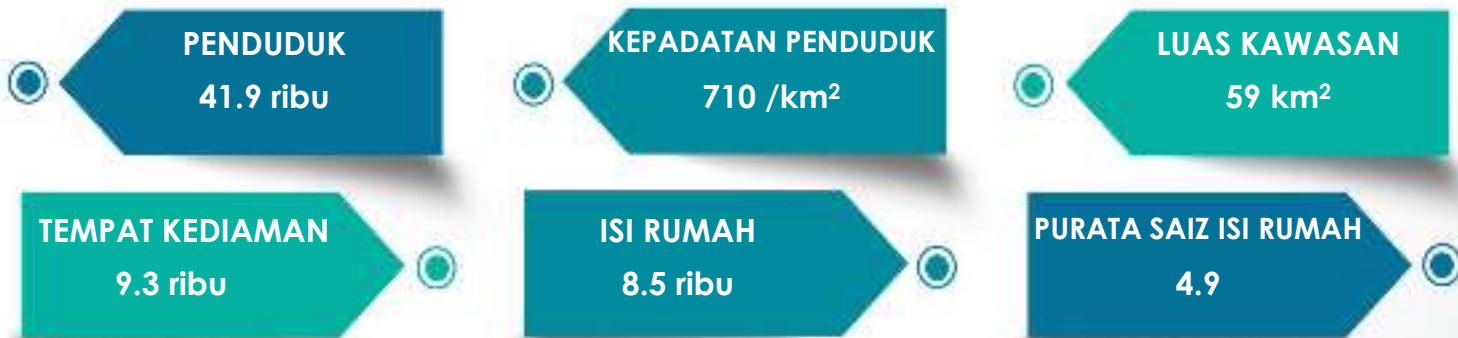 PENDUDUK
41.9 ribu
KEPADATAN PENDUDUK
710 /km²
LUAS KAWASAN
59 km²
TEMPAT KEDIAMAN
9.3 ribu
ISI RUMAH
8.5 ribu
PURATA SAIZ ISI RUMAH
4.9